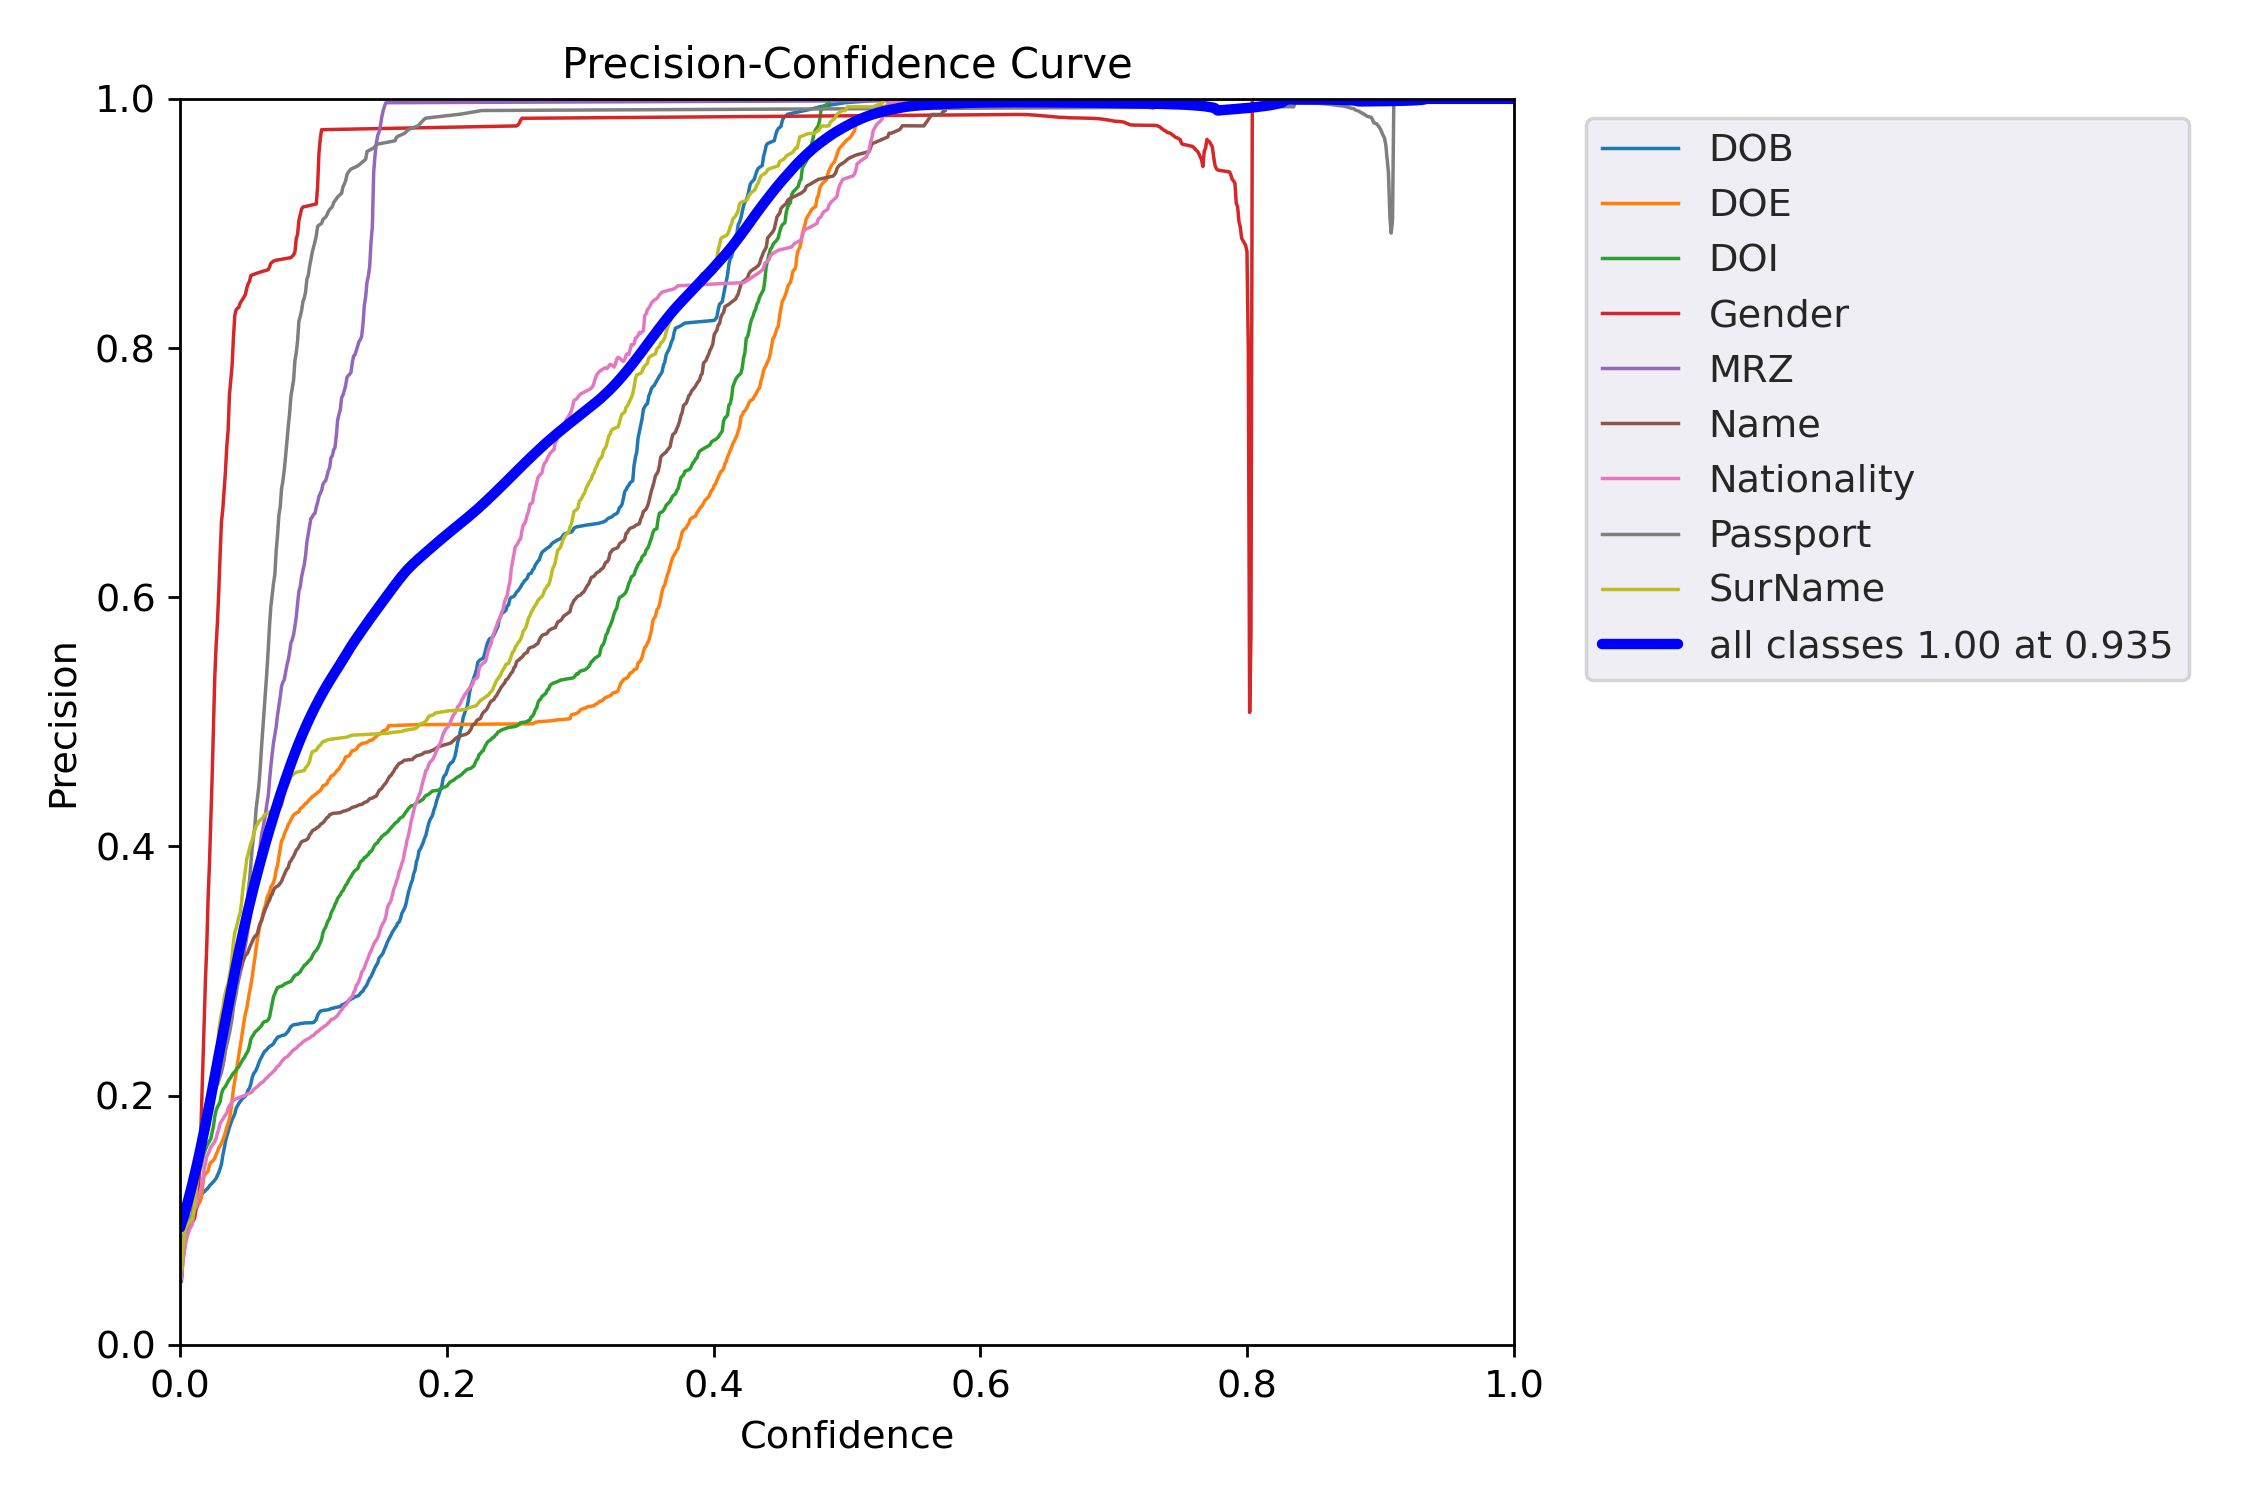 Precision-Confidence Curve
1.0
0.8
0.6
0.4
0.2
0.0
Precision
0.0 0.2 0.4 0.6 0.8 1.0
Confidence
DOB
DOE
DOI
Gender
MRZ
Name
Nationality
Passport
SurName
all classes 1.00 at 0.935